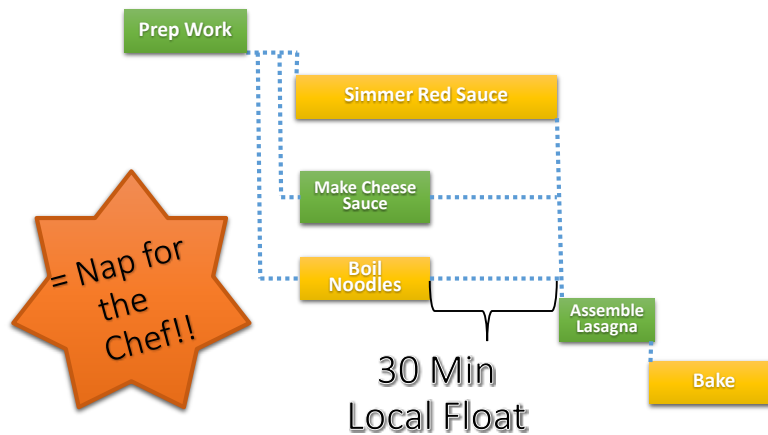 Prep Work
Simmer Red Sauce
Make Cheese
Sauce
Boil
Noodles
= Nap for
the
Chef!!
Assemble
Lasagna
30 Min
Local Float
Bake